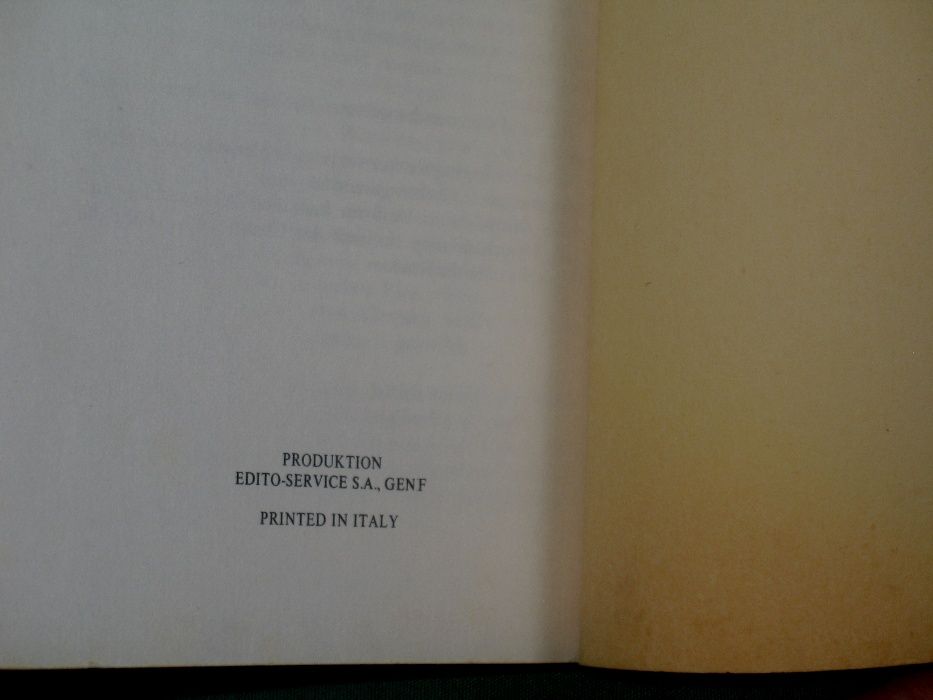 PRODUKTION
EDITO-SERVICE S.A., GENF
PRINTED IN ITALY